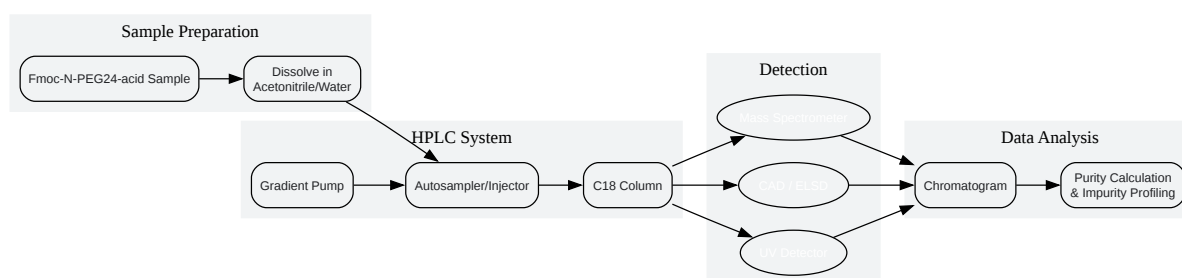 Sample Preparation
Fmoc-N-PEG24-acid Sample
Dissolve in
Acetonitrile/Water
HPLC System
Gradient Pump
Autosampler/Injector
C18 Column
Detection
Mass Spectrometer
CAD / ELSD
UV Detector
Data Analysis
Chromatogram
Purity Calculation
& Impurity Profiling